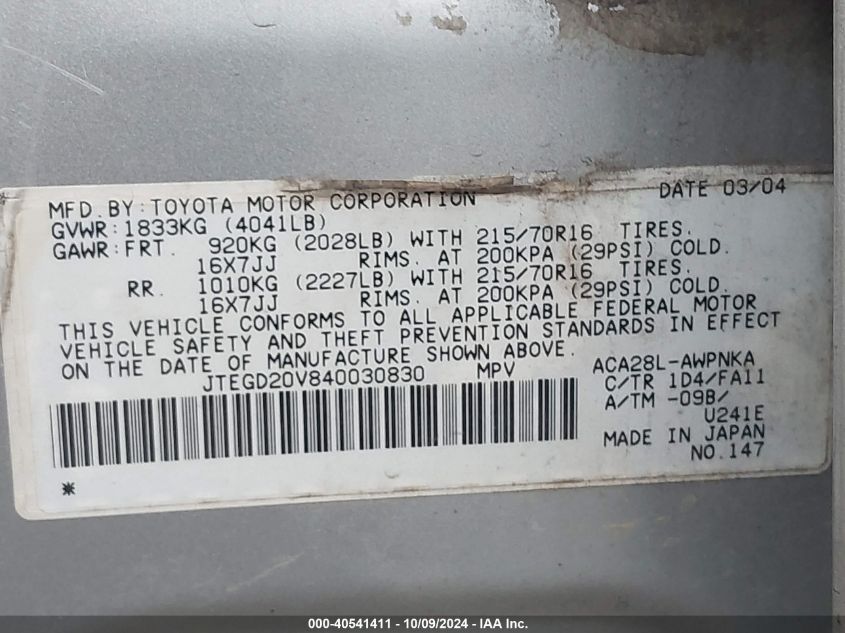 MFD. BY: TOYOTA MOTOR CORPORATION DATE 03/04
GVWR: 1833KG (4041LB)
GAWR: FRT. 920KG (2028LB) WITH 215/70R16 TIRES.
16X7JJ RIMS. AT 200KPA (29PSI) COLD.
RR. 1010KG (2227LB) WITH 215/70R16 TIRES.
16X7JJ RIMS. AT 200KPA (29PSI) COLD.
THIS VEHICLE CONFORMS TO ALL APPLICABLE FEDERAL MOTOR
VEHICLE SAFETY AND THEFT PREVENTION STANDARDS IN EFFECT
ON THE DATE OF MANUFACTURE SHOWN ABOVE.
JTEGD20V840030830 MPV ACA28L-AWPNKA
C/TR 1D4/FA11
A/TM -09B/
U241E
MADE IN JAPAN
NO. 147
*
000-40541411 - 10/09/2024 - IAA Inc.